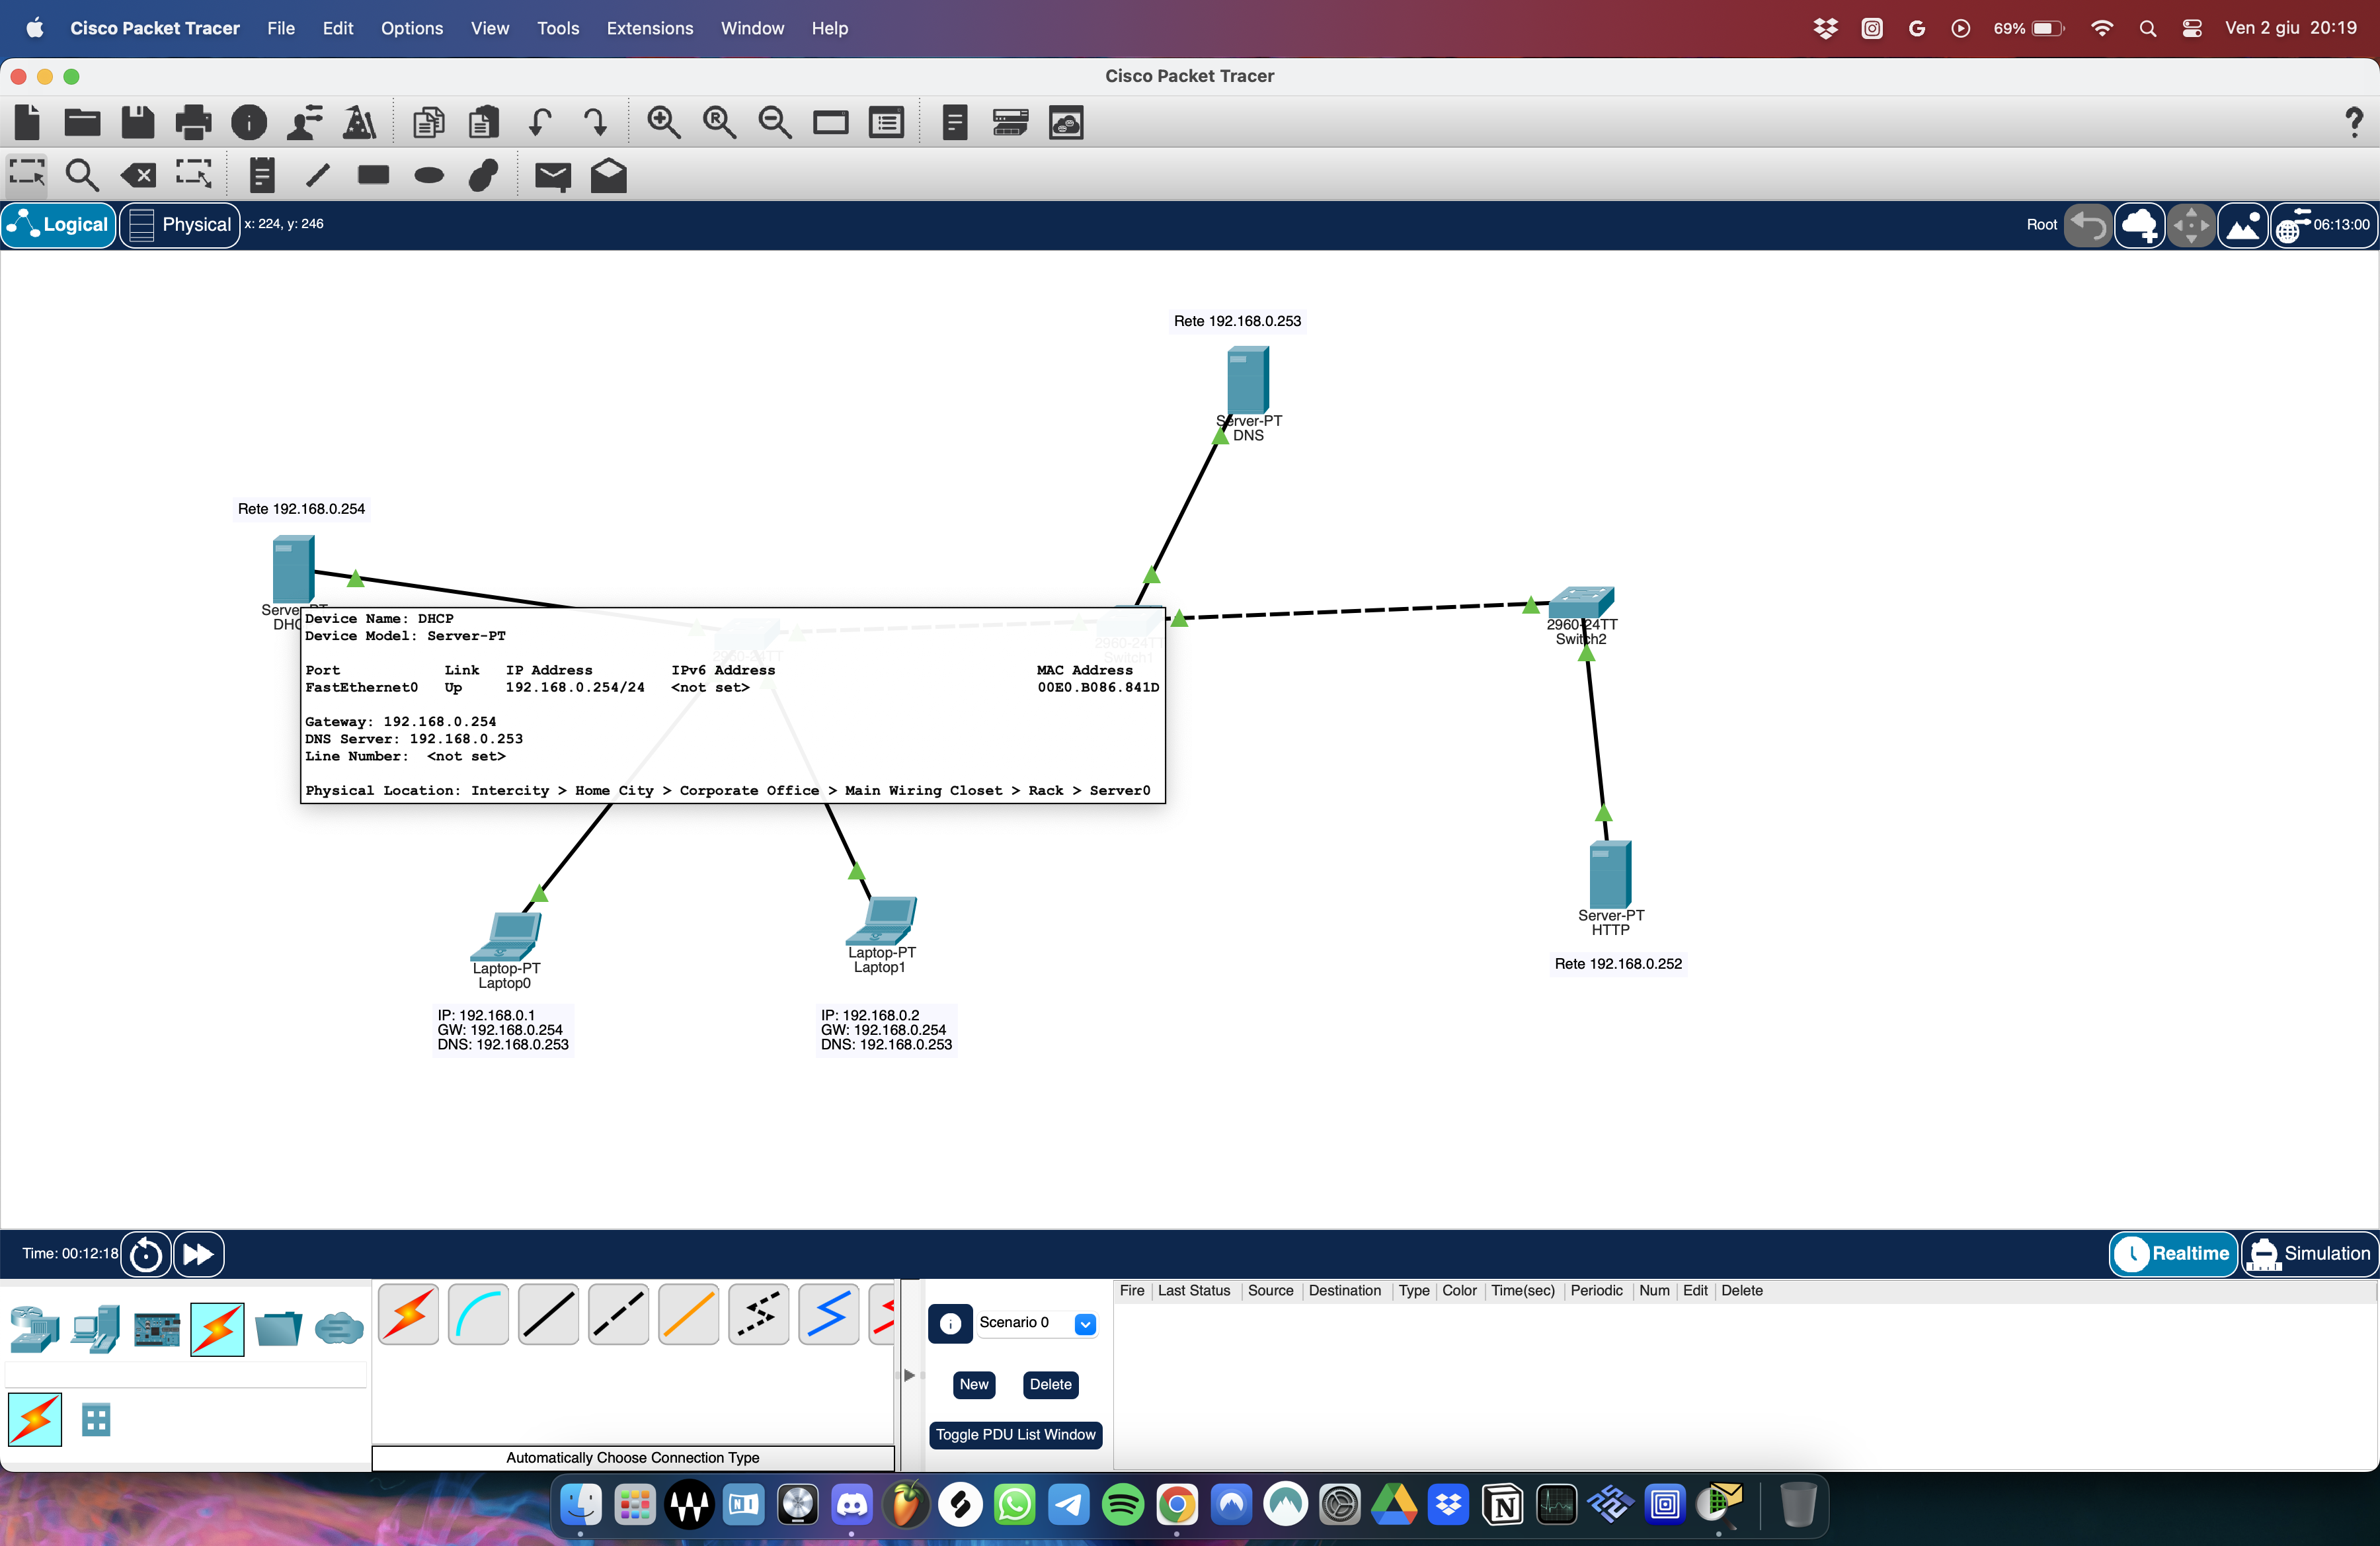 Cisco Packet Tracer File Edit Options View Tools Extensions Window Help 69% Ven 2 giu 20:19
Cisco Packet Tracer
Logical Physical x: 224, y: 246 Root 06:13:00
Rete 192.168.0.253
Server-PT
DNS
Rete 192.168.0.254
Server-PT
DHC
Device Name: DHCP
Device Model: Server-PT
Port Link IP Address IPv6 Address MAC Address
FastEthernet0 Up 192.168.0.254/24 <not set> 00E0.B086.841D
Gateway: 192.168.0.254
DNS Server: 192.168.0.253
Line Number: <not set>
Physical Location: Intercity > Home City > Corporate Office > Main Wiring Closet > Rack > Server0
2960-24TT
Switch1
2960-24TT
Switch2
Server-PT
HTTP
Rete 192.168.0.252
Laptop-PT
Laptop0
IP: 192.168.0.1
GW: 192.168.0.254
DNS: 192.168.0.253
Laptop-PT
Laptop1
IP: 192.168.0.2
GW: 192.168.0.254
DNS: 192.168.0.253
Time: 00:12:18 Realtime Simulation
Scenario 0
New Delete
Toggle PDU List Window
Fire Last Status Source Destination Type Color Time(sec) Periodic Num Edit Delete
Automatically Choose Connection Type